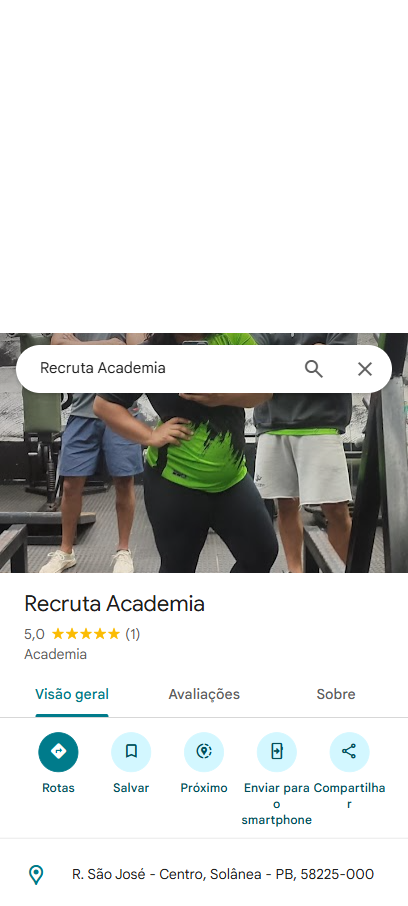 Recruta Academia
Recruta Academia
5,0 ★★★★★ (1)
Academia
Visão geral Avaliações Sobre
Rotas Salvar Próximo Enviar para o smartphone Compartilhar
R. São José - Centro, Solânea - PB, 58225-000